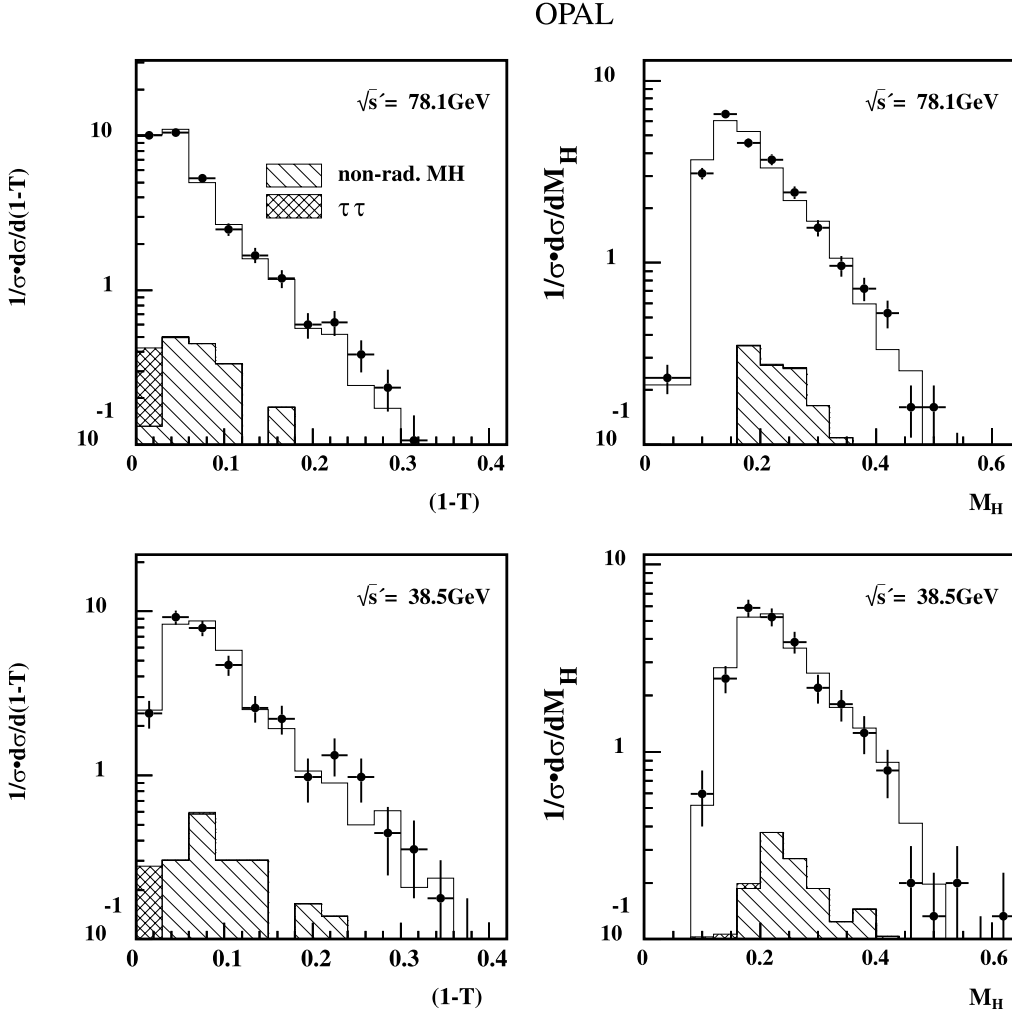 OPAL
1/σ•dσ/d(1-T)
√s´= 78.1GeV
non-rad. MH
τ τ
10
1
10 -1
0 0.1 0.2 0.3 0.4
(1-T)
1/σ•dσ/dM_H
√s´= 78.1GeV
10
1
10 -1
0 0.2 0.4 0.6
M_H
1/σ•dσ/d(1-T)
√s´= 38.5GeV
10
1
10 -1
0 0.1 0.2 0.3 0.4
(1-T)
1/σ•dσ/dM_H
√s´= 38.5GeV
10
1
10 -1
0 0.2 0.4 0.6
M_H